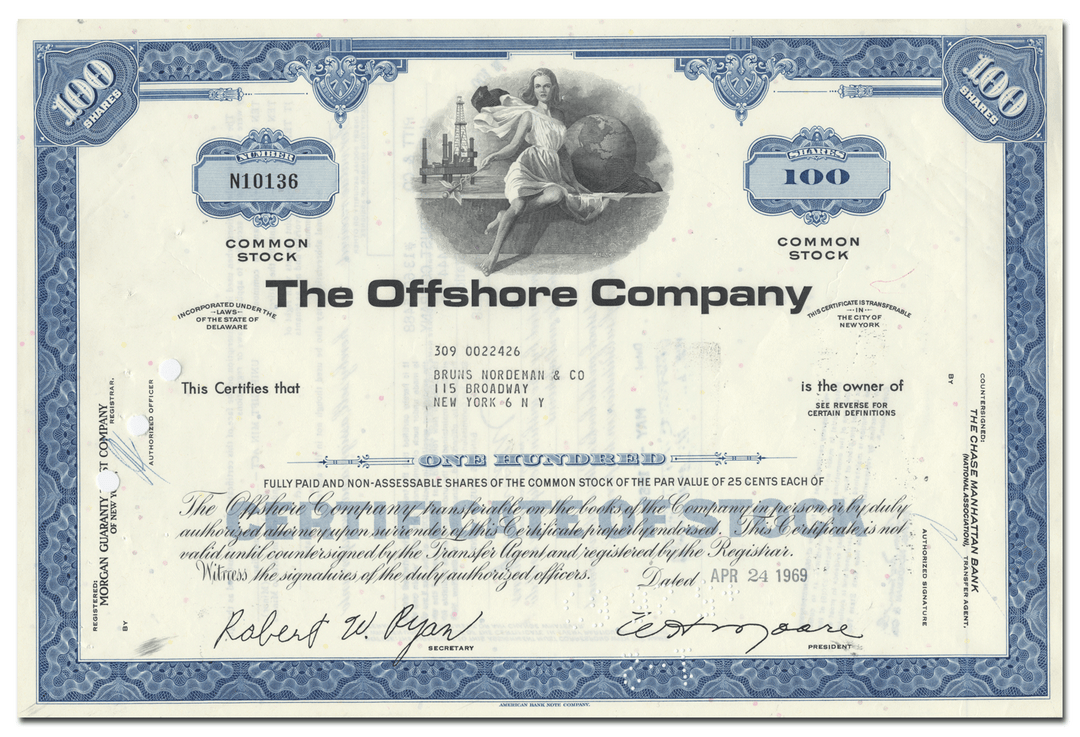 100 SHARES
100 SHARES
NUMBER
N10136
COMMON
STOCK
SHARES
100
COMMON
STOCK
The Offshore Company
INCORPORATED UNDER THE
LAWS
OF THE STATE OF
DELAWARE
THIS CERTIFICATE IS TRANSFERABLE
IN
THE CITY OF
NEW YORK
309 0022426
This Certifies that
BRUNS NORDEMAN & CO
115 BROADWAY
NEW YORK 6 N Y
is the owner of
SEE REVERSE FOR
CERTAIN DEFINITIONS
ONE HUNDRED
FULLY PAID AND NON-ASSESSABLE SHARES OF THE COMMON STOCK OF THE PAR VALUE OF 25 CENTS EACH OF
CERTIFICATE OF STOCK
The Offshore Company transferable on the books of the Company in person or by duly
authorized attorney upon surrender of this Certificate properly endorsed. This Certificate is not
valid until countersigned by the Transfer Agent and registered by the Registrar.
Witness the signatures of the duly authorized officers.
Dated APR 24 1969
Robert W. Ryan
SECRETARY
Moore
PRESIDENT
REGISTERED:
MORGAN GUARANTY ST COMPANY
OF NEW
REGISTRAR.
BY
AUTHORIZED OFFICER
COUNTERSIGNED:
THE CHASE MANHATTAN BANK
(NATIONAL ASSOCIATION), TRANSFER AGENT.
BY
AUTHORIZED SIGNATURE
AMERICAN BANK NOTE COMPANY.